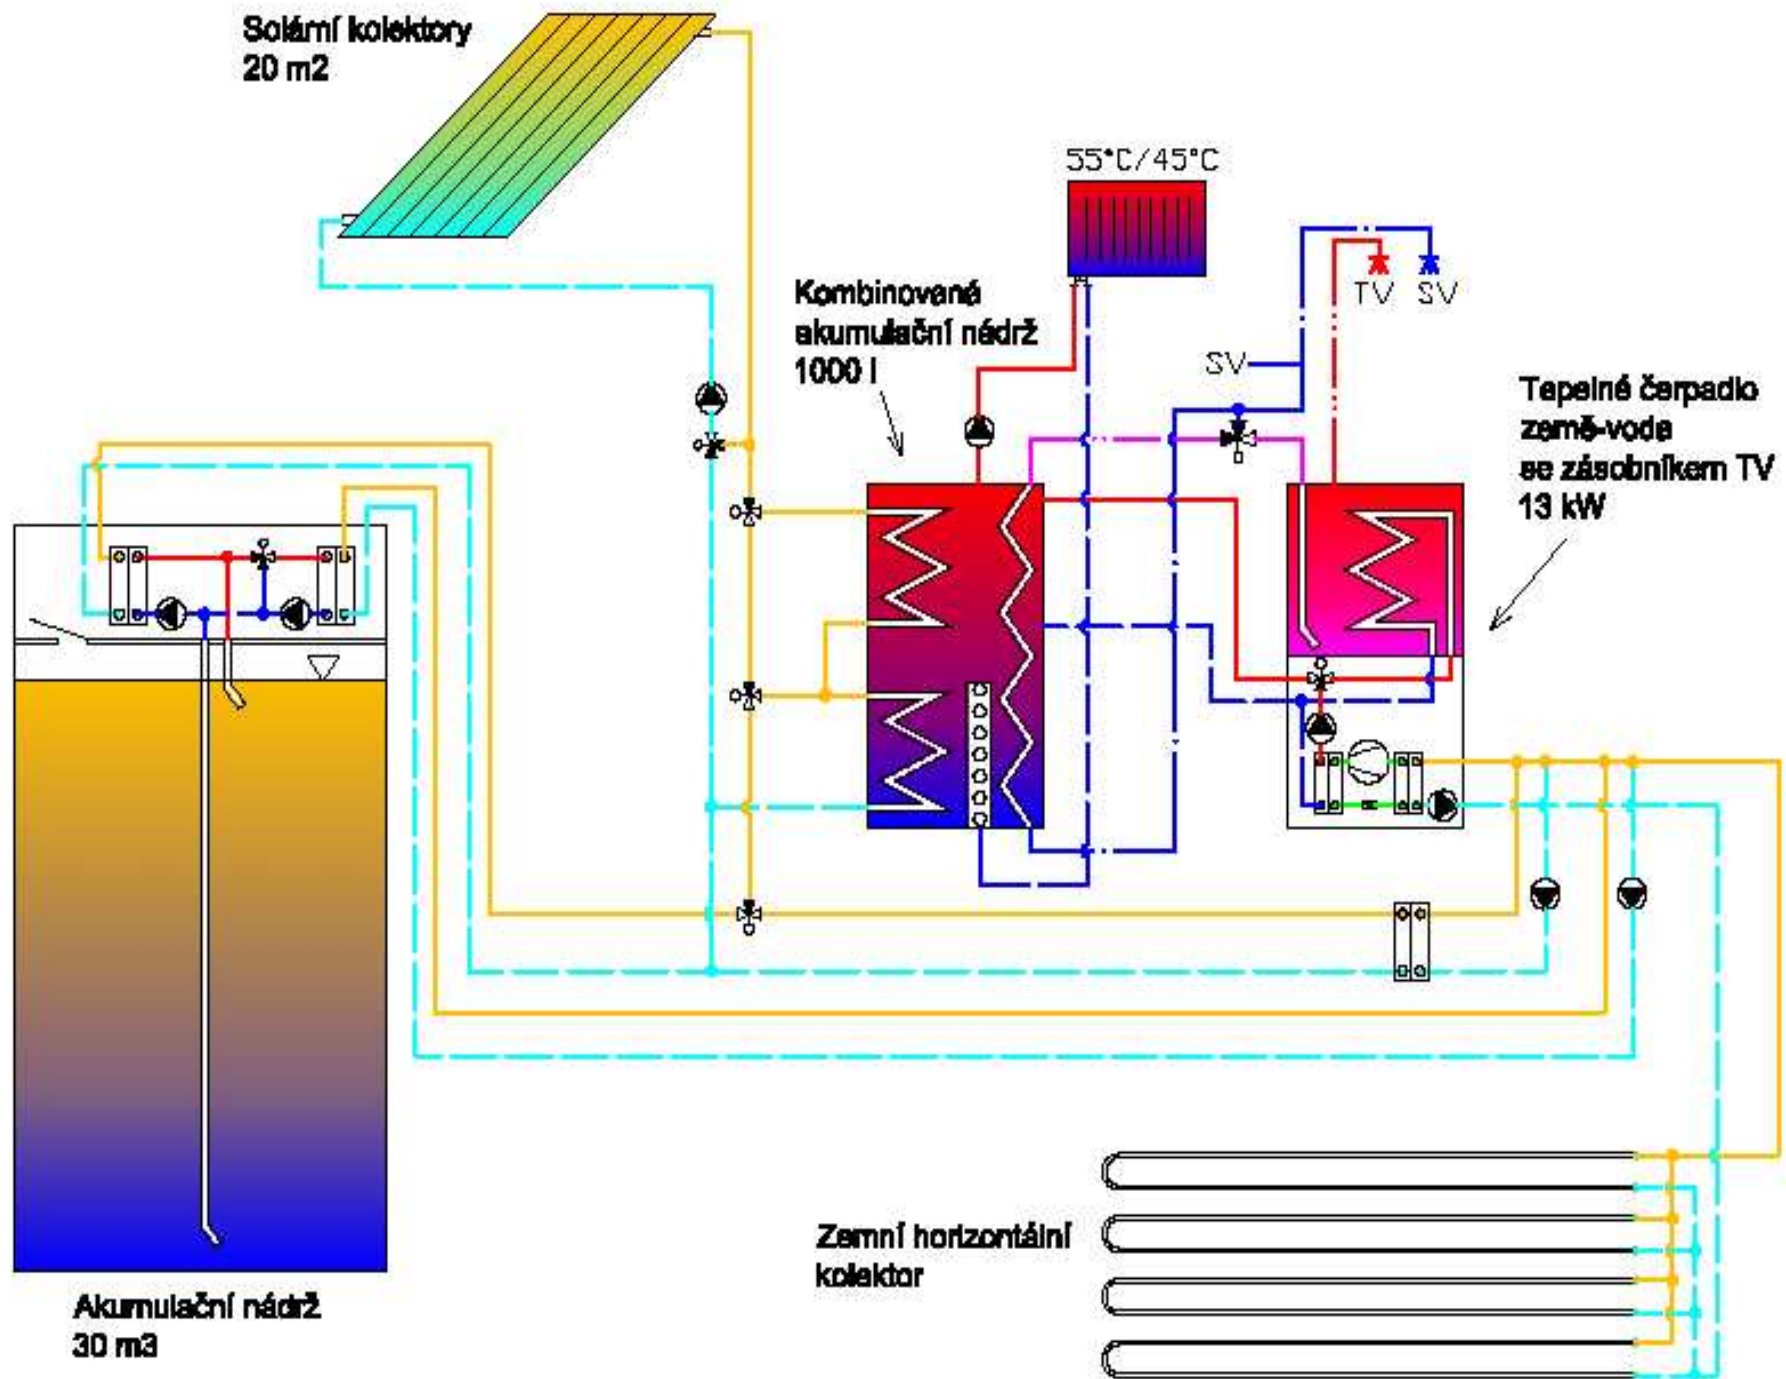 Solární kolektory
20 m2
55°C/45°C
TV SV
Kombinovaná
akumulační nádrž
1000 l
SV
Tepelné čerpadlo
země-voda
se zásobníkem TV
13 kW
Zemní horizontální
kolektor
Akumulační nádrž
30 m3